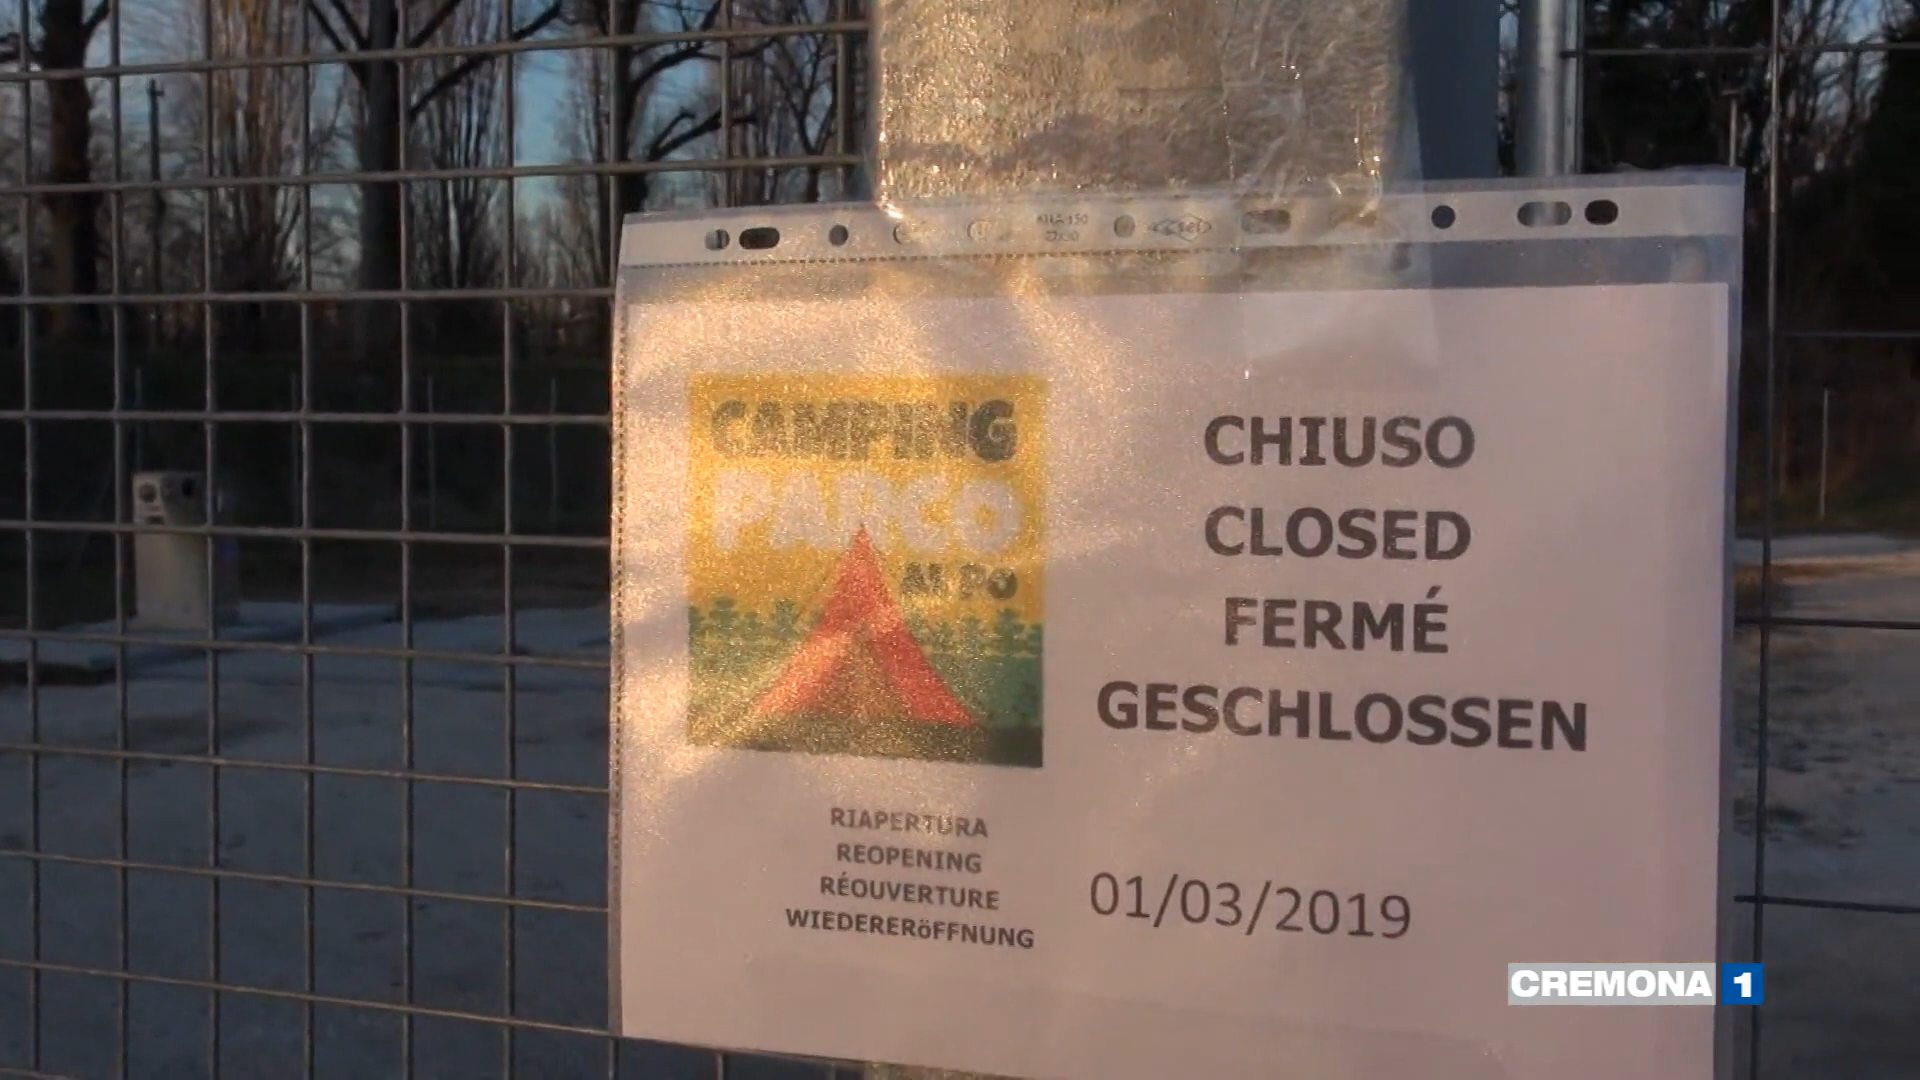 CAMPING
PARCO
AL PO
CHIUSO
CLOSED
FERMÉ
GESCHLOSSEN
RIAPERTURA
REOPENING
RÉOUVERTURE
WIEDERERöFFNUNG
01/03/2019
CREMONA 1